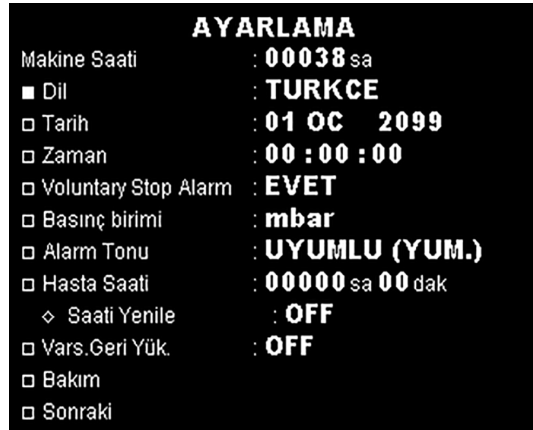 AYARLAMA
Makine Saati : 00038 sa
Dil : TURKCE
Tarih : 01 OC 2099
Zaman : 00:00:00
Voluntary Stop Alarm : EVET
Basınç birimi : mbar
Alarm Tonu : UYUMLU (YUM.)
Hasta Saati : 00000 sa 00 dak
Saati Yenile : OFF
Vars.Geri Yük. : OFF
Bakım
Sonraki